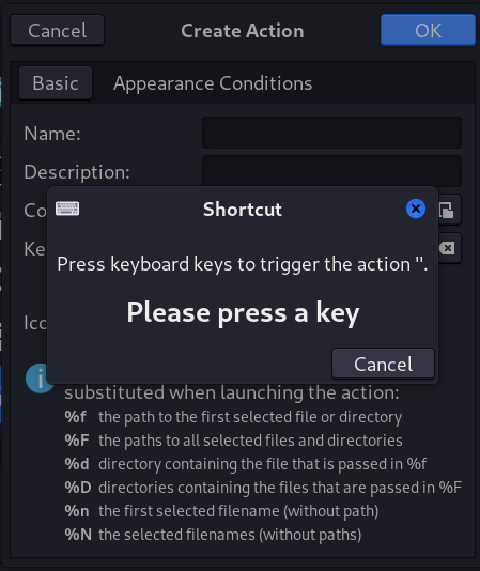 Cancel
Create Action
OK
Basic
Appearance Conditions
Name:
Description:
Co
Shortcut
Ke
Press keyboard keys to trigger the action ''.
Please press a key
Ico
Cancel
substituted when launching the action:
%f the path to the first selected file or directory
%F the paths to all selected files and directories
%d directory containing the file that is passed in %f
%D directories containing the files that are passed in %F
%n the first selected filename (without path)
%N the selected filenames (without paths)